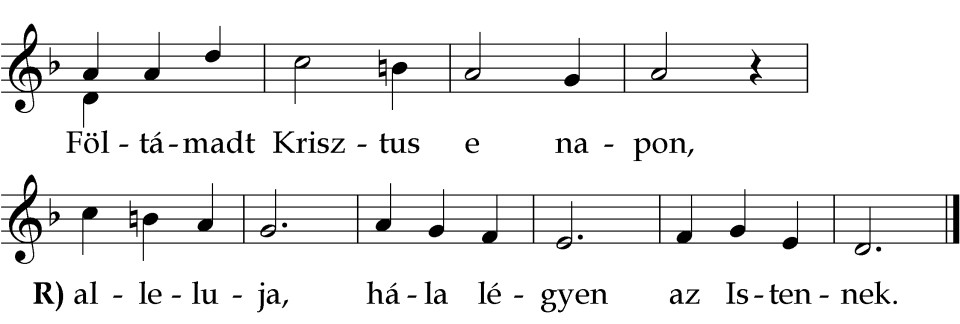 Föl - tá - madt Krisz - tus e na - pon,
R) al - le - lu - ja, há - la lé - gyen az Is - ten - nek.